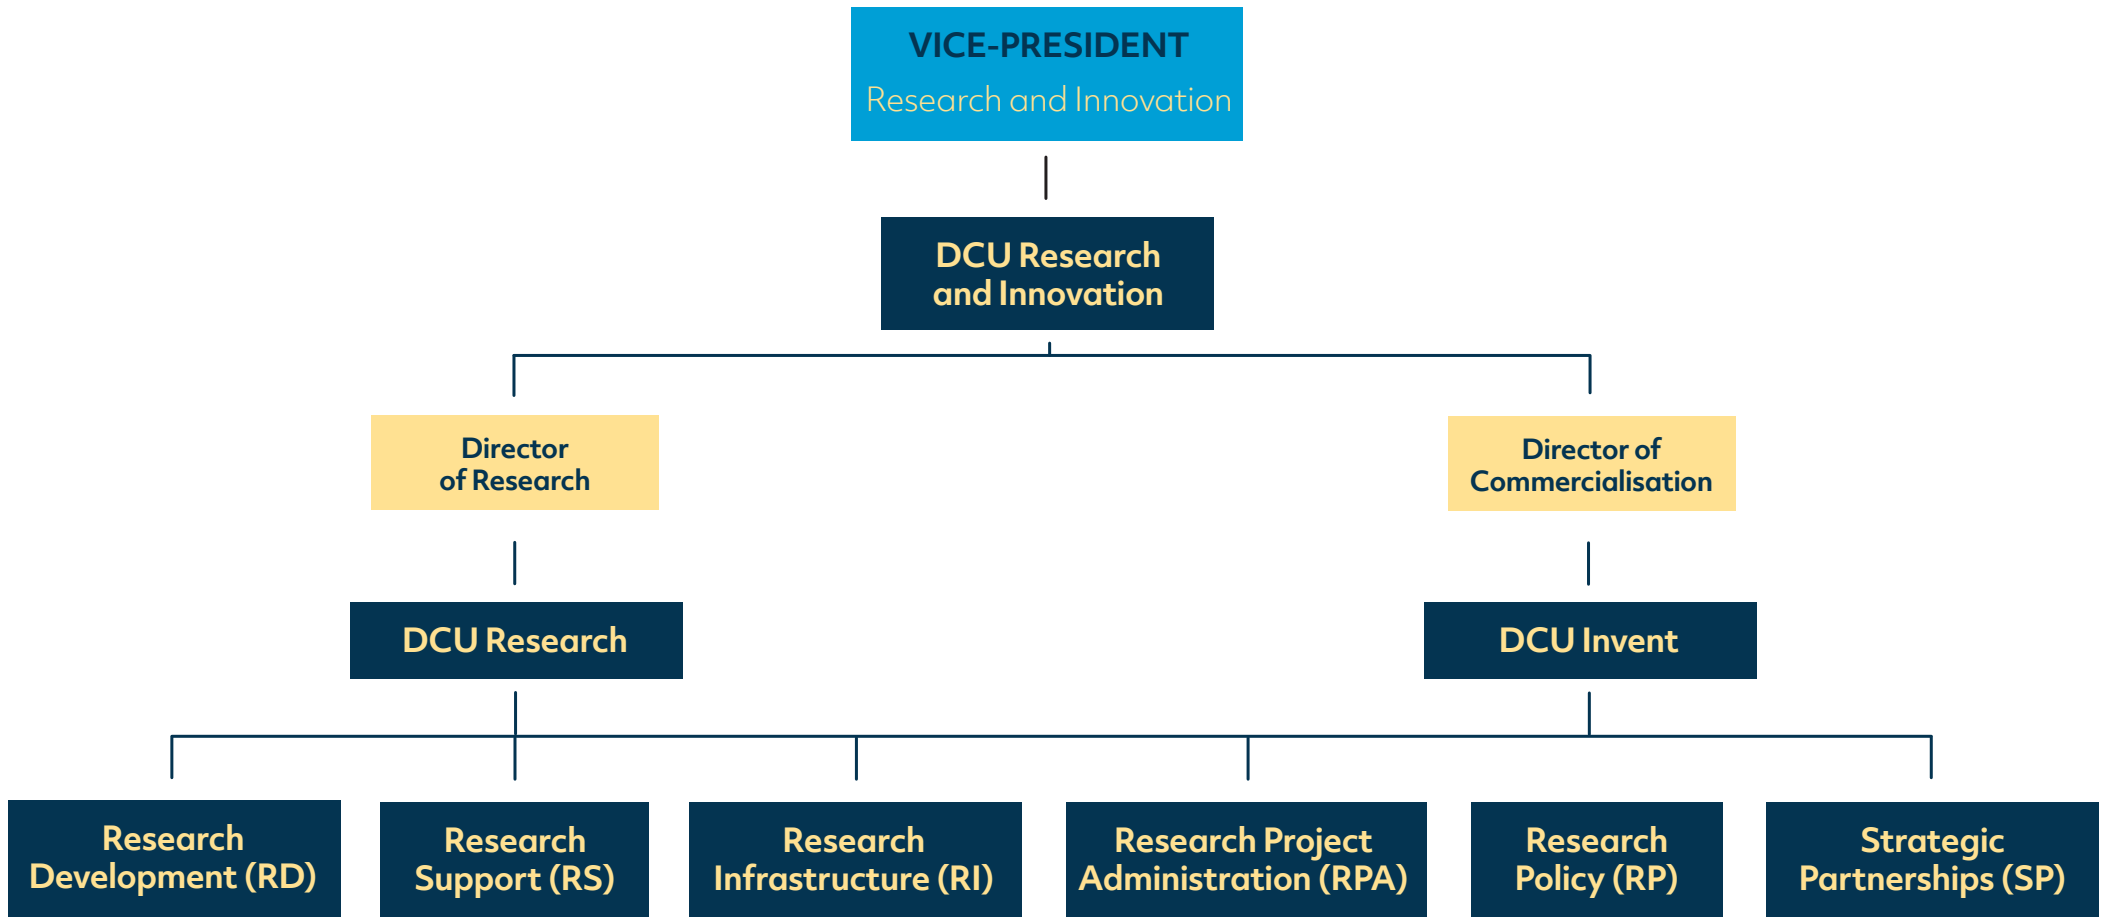 VICE-PRESIDENT
Research and Innovation
DCU Research
and Innovation
Director
of Research
Director of
Commercialisation
DCU Research
DCU Invent
Research
Development (RD)
Research
Support (RS)
Research
Infrastructure (RI)
Research Project
Administration (RPA)
Research
Policy (RP)
Strategic
Partnerships (SP)